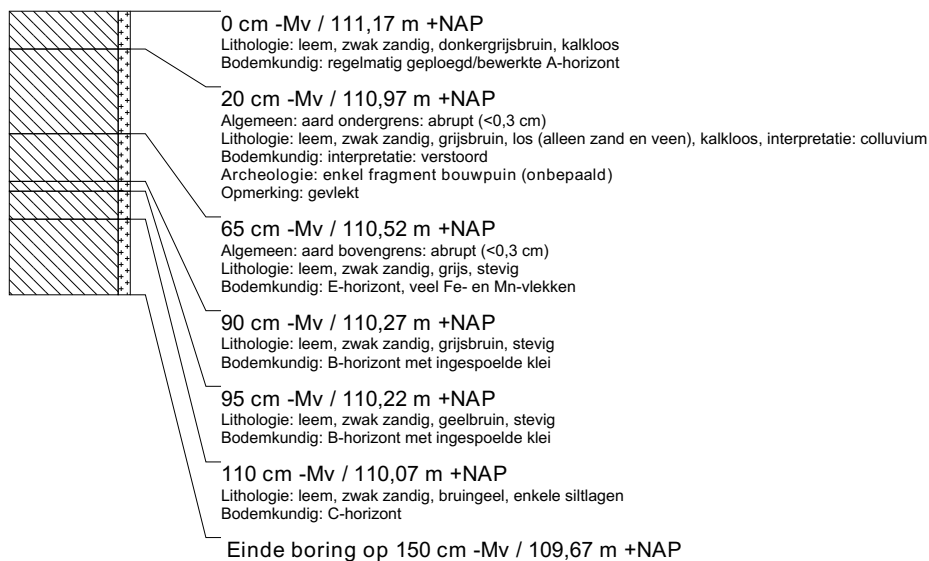 0 cm -Mv / 111,17 m +NAP
Lithologie: leem, zwak zandig, donkergrijsbruin, kalkloos
Bodemkundig: regelmatig geploegd/bewerkte A-horizont
20 cm -Mv / 110,97 m +NAP
Algemeen: aard ondergrens: abrupt (<0,3 cm)
Lithologie: leem, zwak zandig, grijsbruin, los (alleen zand en veen), kalkloos, interpretatie: colluvium
Bodemkundig: interpretatie: verstoord
Archeologie: enkel fragment bouwpuin (onbepaald)
Opmerking: gevlekt
65 cm -Mv / 110,52 m +NAP
Algemeen: aard bovengrens: abrupt (<0,3 cm)
Lithologie: leem, zwak zandig, grijs, stevig
Bodemkundig: E-horizont, veel Fe- en Mn-vlekken
90 cm -Mv / 110,27 m +NAP
Lithologie: leem, zwak zandig, grijsbruin, stevig
Bodemkundig: B-horizont met ingespoelde klei
95 cm -Mv / 110,22 m +NAP
Lithologie: leem, zwak zandig, geelbruin, stevig
Bodemkundig: B-horizont met ingespoelde klei
110 cm -Mv / 110,07 m +NAP
Lithologie: leem, zwak zandig, bruingeel, enkele siltlagen
Bodemkundig: C-horizont
Einde boring op 150 cm -Mv / 109,67 m +NAP